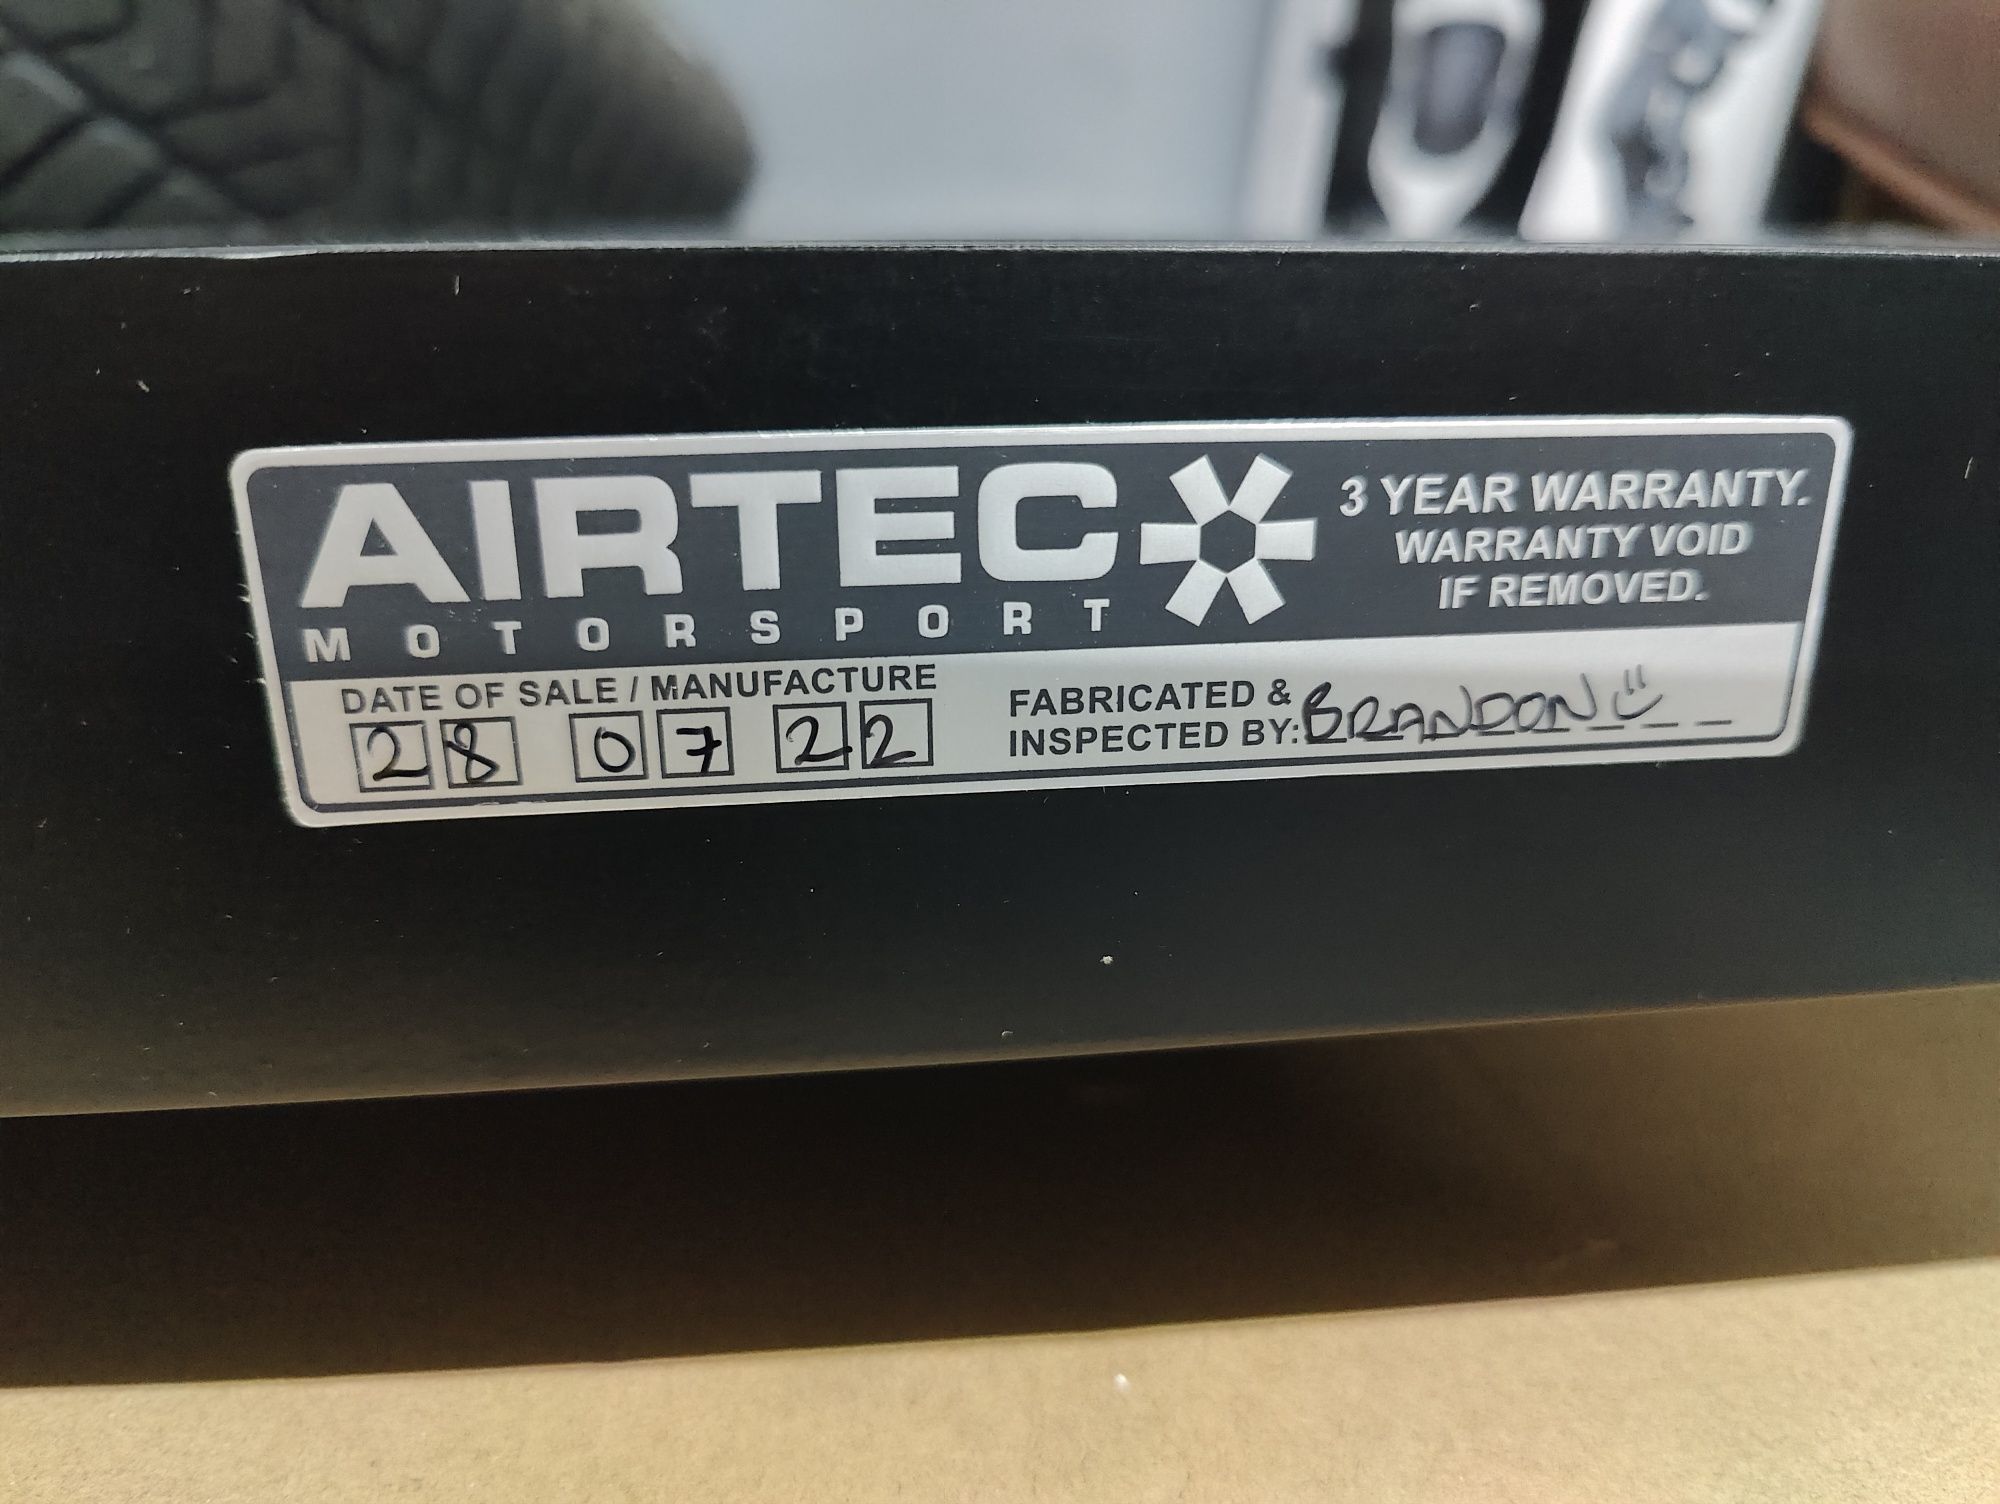 AIRTEC
MOTORSPORT
3 YEAR WARRANTY.
WARRANTY VOID
IF REMOVED.
DATE OF SALE / MANUFACTURE
28 07 22
FABRICATED &
INSPECTED BY: BRANDON